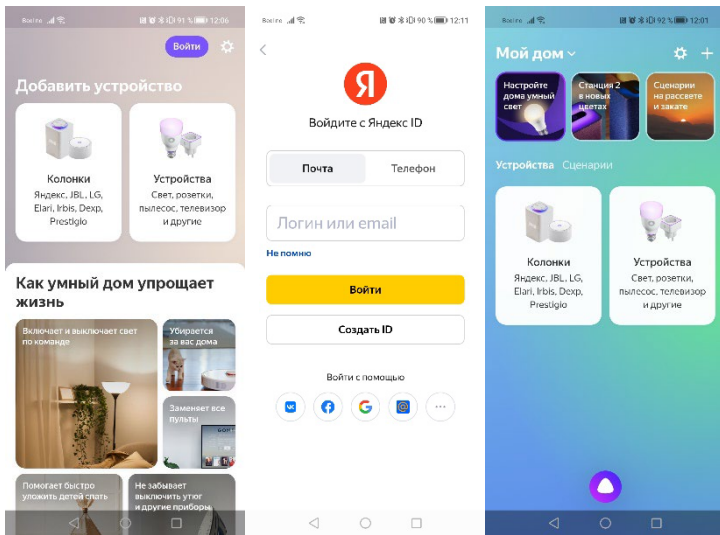 91 % 12:06
Войти
Добавить устройство
Колонки
Яндекс, JBL, LG,
Elari, Irbis, Dexp,
Prestigio
Устройства
Свет, розетки,
пылесос, телевизор
и другие
Как умный дом упрощает
жизнь
Включает и выключает свет
по команде
Убирается
за вас дома
Заменяет все
пульты
Помогает быстро
уложить детей спать
Не забывает
выключить утюг
и другие приборы
90 % 12:11
Я
Войдите с Яндекс ID
Почта
Телефон
Логин или email
Не помню
Войти
Создать ID
Войти с помощью
92 % 12:01
Мой дом
Настройте
дома умный
свет
Станция 2
в новых
цветах
Сценарии
на рассвете
и закате
Устройства Сценарии
Колонки
Яндекс, JBL, LG,
Elari, Irbis, Dexp,
Prestigio
Устройства
Свет, розетки,
пылесос, телевизор
и другие